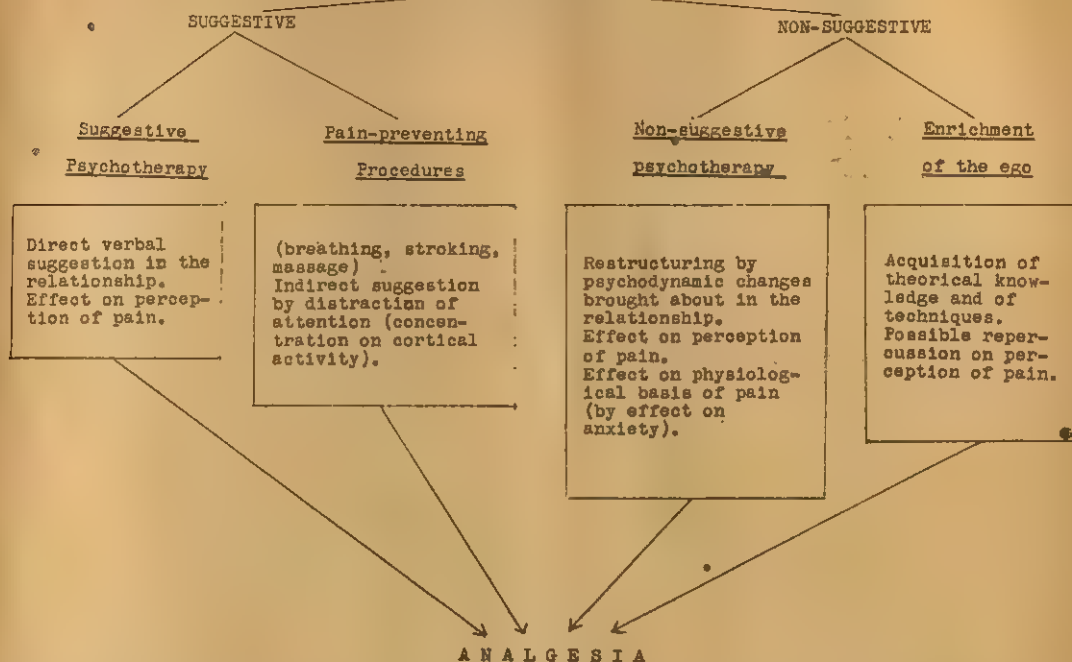 SUGGESTIVE
NON-SUGGESTIVE
Suggestive
Psychotherapy
Pain-preventing
Procedures
Non-suggestive
psychotherapy
Enrichment
of the ego
Direct verbal
suggestion in the
relationship.
Effect on percep-
tion of pain.
(breathing, stroking,
massage)
Indirect suggestion
by distraction of
attention (concen-
tration on cortical
activity).
Restructuring by
psychodynamic changes
brought about in the
relationship.
Effect on perception
of pain.
Effect on physiolog-
ical basis of pain
(by effect on
anxiety).
Acquisition of
theorical know-
ledge and of
techniques.
Possible reper-
cussion on per-
ception of pain.
ANALGESIA